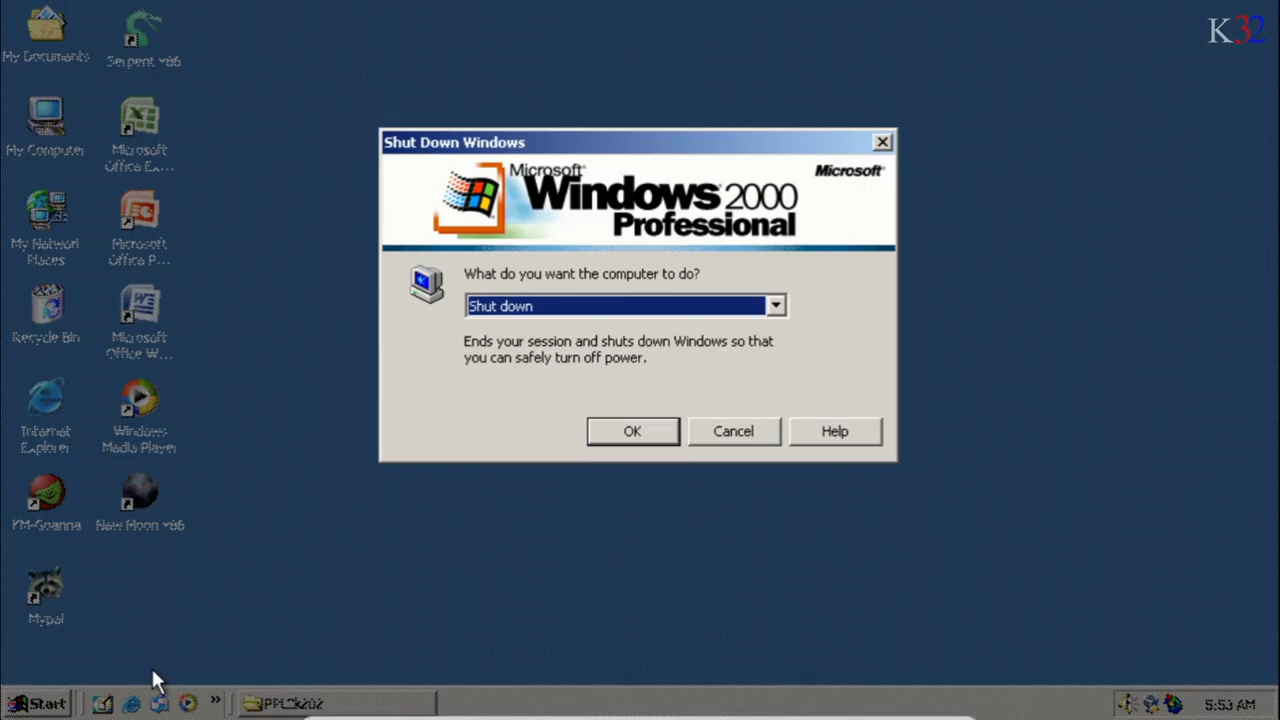 K32
My Documents
Serpent x86
My Computer
Microsoft
Office Ex...
My Network
Places
Microsoft
Office P...
Recycle Bin
Microsoft
Office W...
Internet
Explorer
Windows
Media Player
KM-Goanna
New Moon x86
Mypal
Shut Down Windows
Microsoft
Microsoft
Windows 2000
Professional
What do you want the computer to do?
Shut down
Ends your session and shuts down Windows so that
you can safely turn off power.
OK Cancel Help
Start
5:53 AM